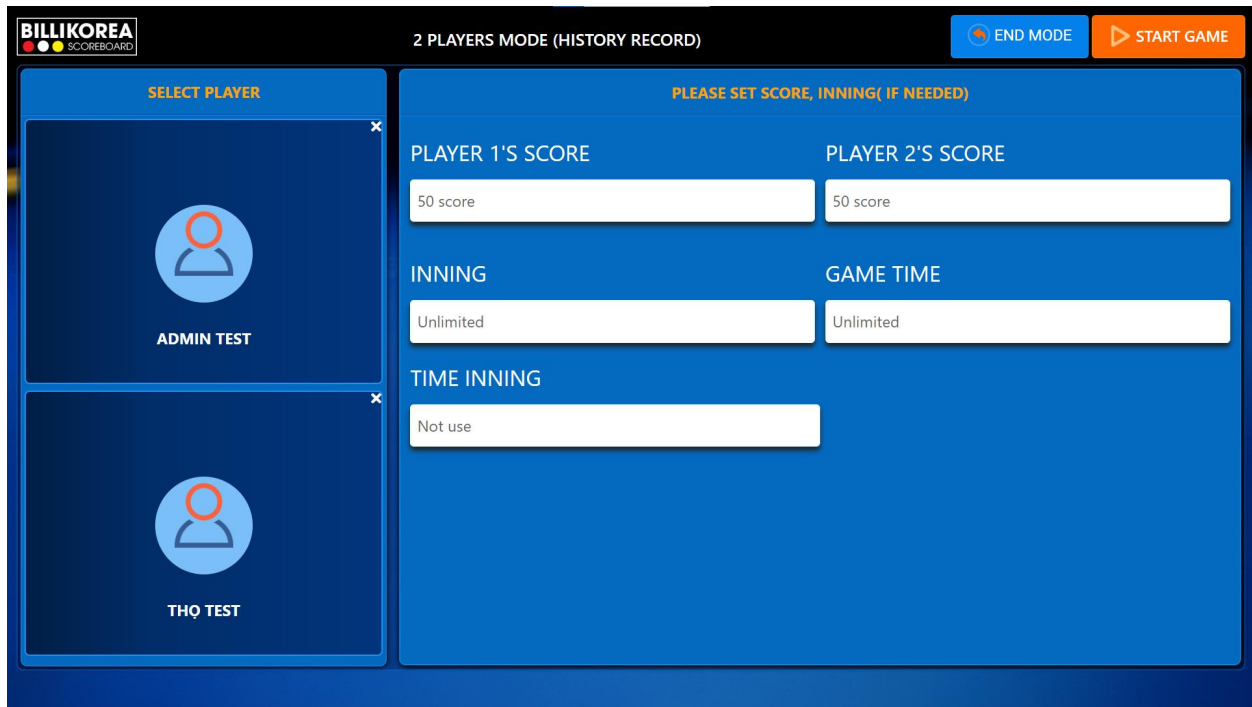 BILLIKOREA
SCOREBOARD
2 PLAYERS MODE (HISTORY RECORD)
END MODE
START GAME
SELECT PLAYER
ADMIN TEST
THỌ TEST
PLEASE SET SCORE, INNING( IF NEEDED)
PLAYER 1'S SCORE
PLAYER 2'S SCORE
50 score
50 score
INNING
GAME TIME
Unlimited
Unlimited
TIME INNING
Not use